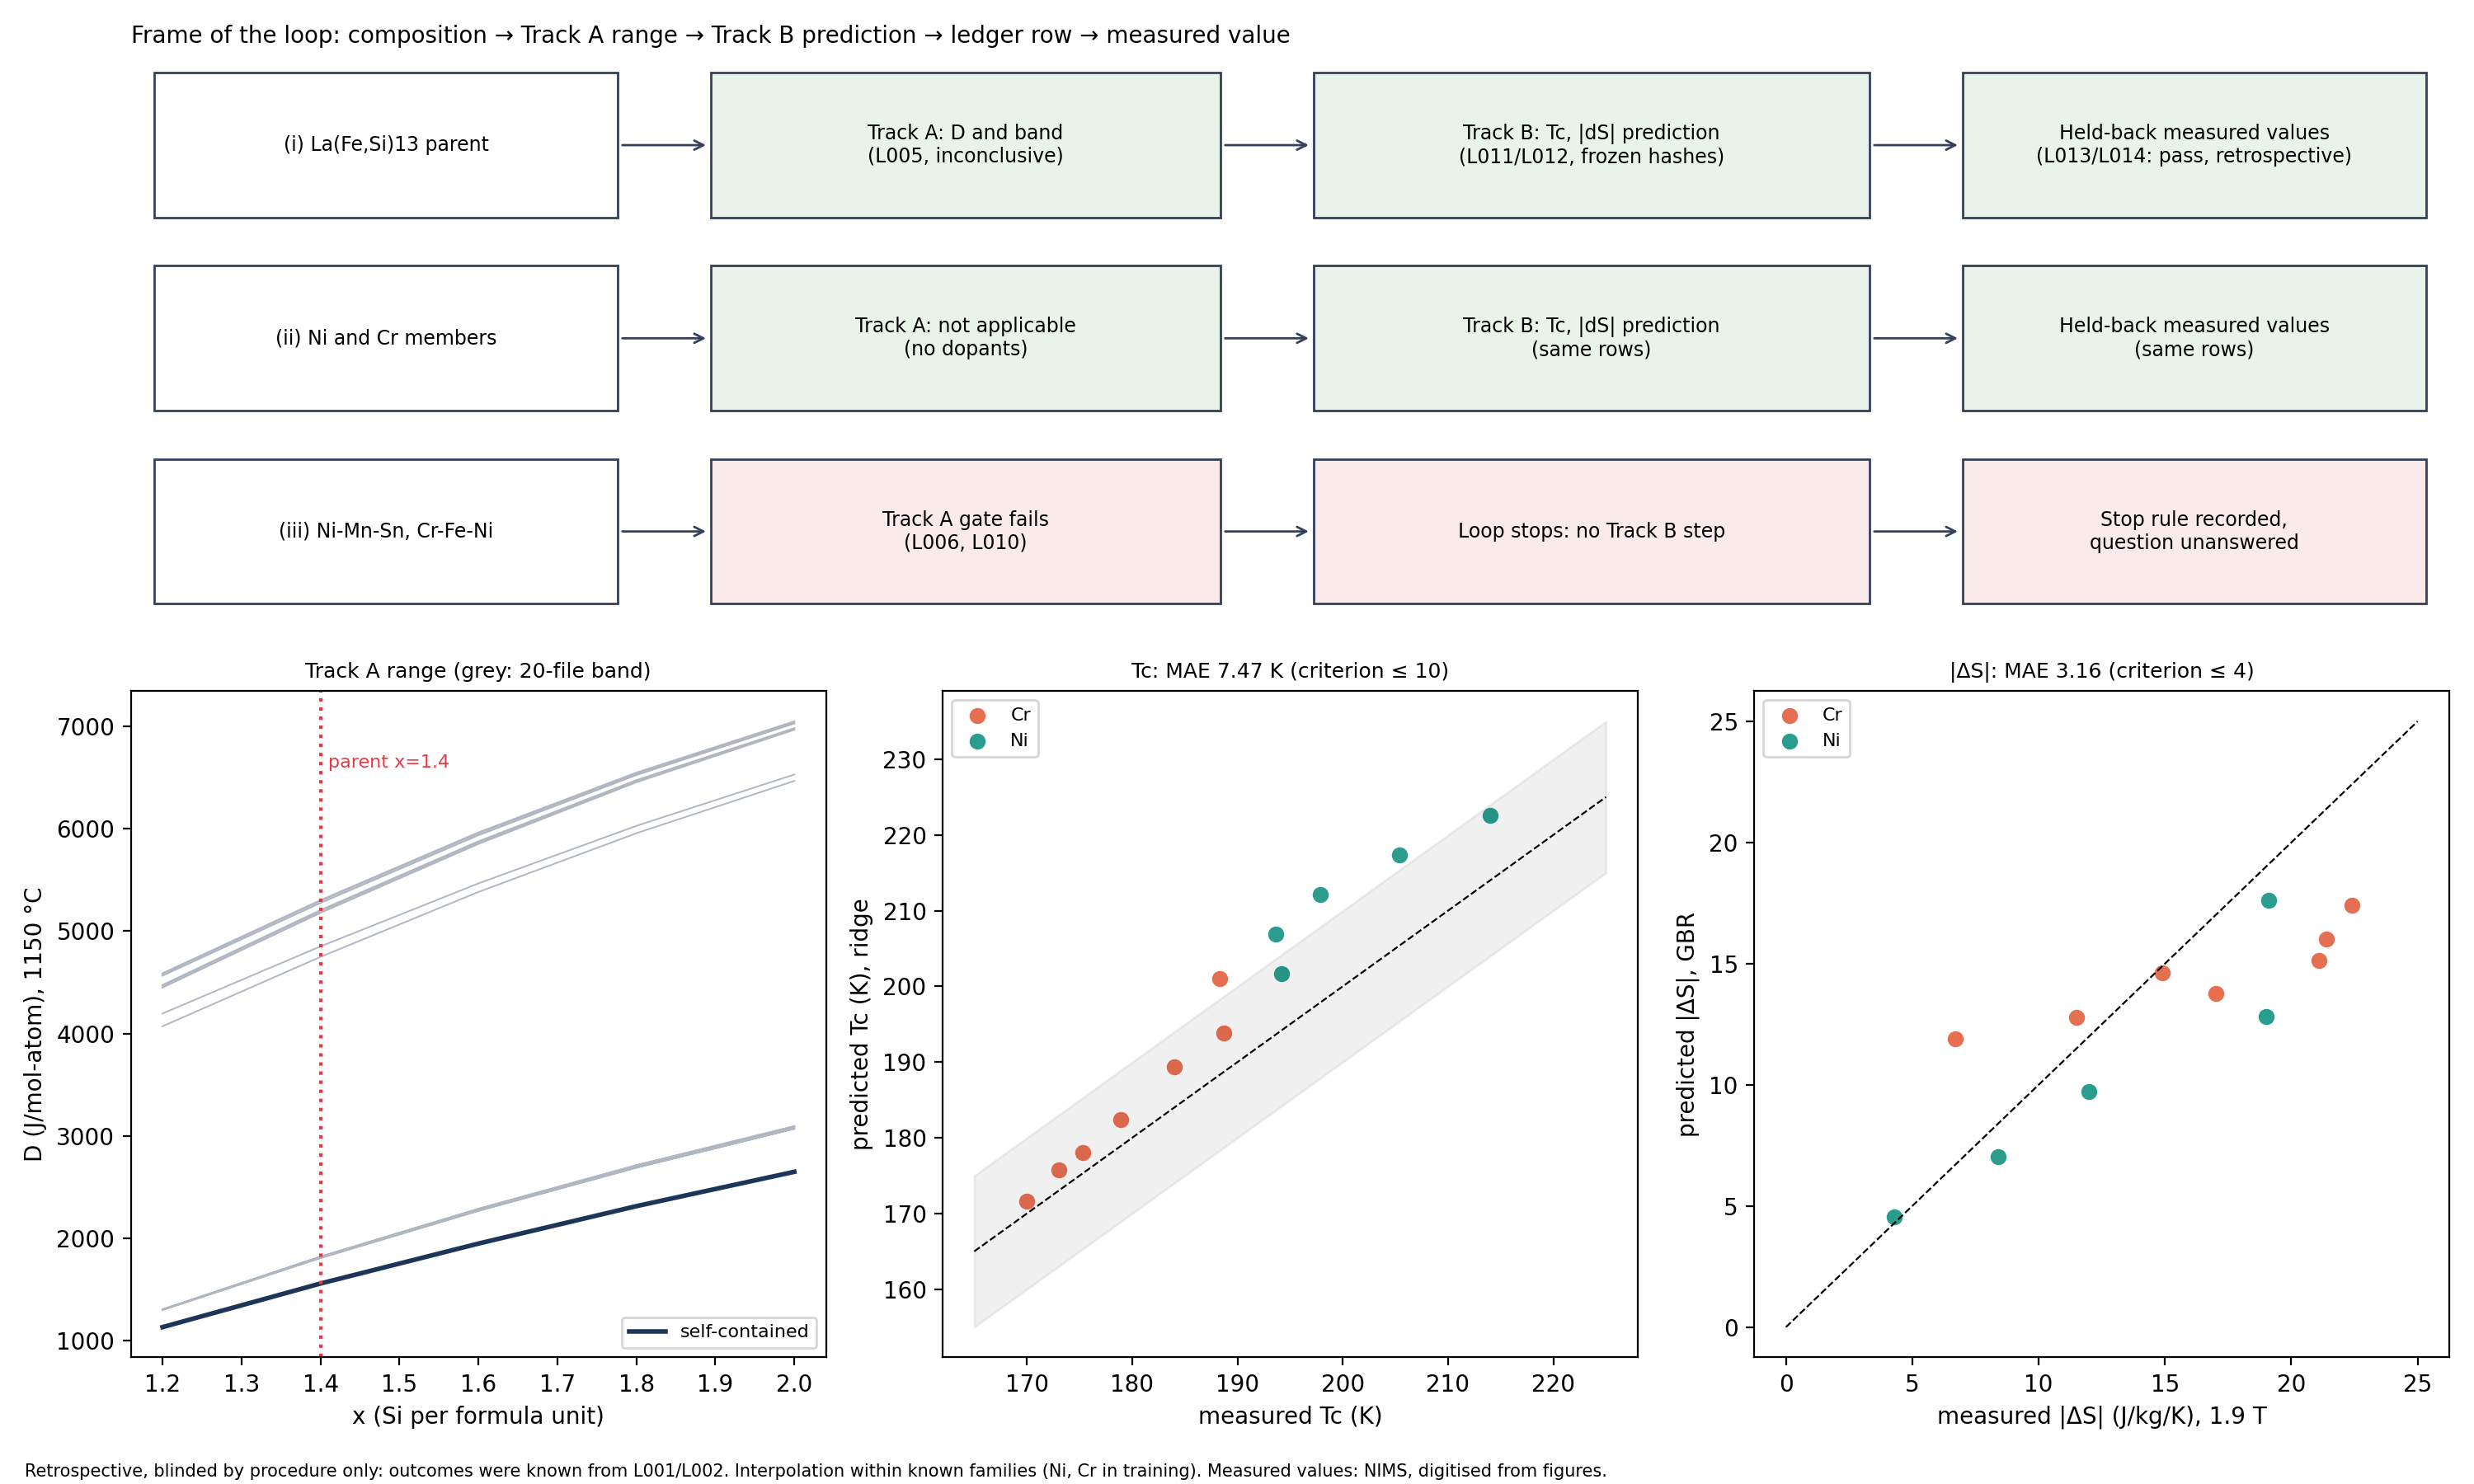 Frame of the loop: composition → Track A range → Track B prediction → ledger row → measured value
(i) La(Fe,Si)13 parent
Track A: D and band
(L005, inconclusive)
Track B: Tc, |dS| prediction
(L011/L012, frozen hashes)
Held-back measured values
(L013/L014: pass, retrospective)
(ii) Ni and Cr members
Track A: not applicable
(no dopants)
Track B: Tc, |dS| prediction
(same rows)
Held-back measured values
(same rows)
(iii) Ni-Mn-Sn, Cr-Fe-Ni
Track A gate fails
(L006, L010)
Loop stops: no Track B step
Stop rule recorded,
question unanswered
Track A range (grey: 20-file band)
7000
6000
5000
4000
3000
2000
1000
D (J/mol-atom), 1150 °C
parent x=1.4
self-contained
1.2 1.3 1.4 1.5 1.6 1.7 1.8 1.9 2.0
x (Si per formula unit)
Tc: MAE 7.47 K (criterion ≤ 10)
Cr
Ni
230
220
210
200
190
180
170
160
predicted Tc (K), ridge
170 180 190 200 210 220
measured Tc (K)
|ΔS|: MAE 3.16 (criterion ≤ 4)
Cr
Ni
25
20
15
10
5
0
predicted |ΔS|, GBR
0 5 10 15 20 25
measured |ΔS| (J/kg/K), 1.9 T
Retrospective, blinded by procedure only: outcomes were known from L001/L002. Interpolation within known families (Ni, Cr in training). Measured values: NIMS, digitised from figures.